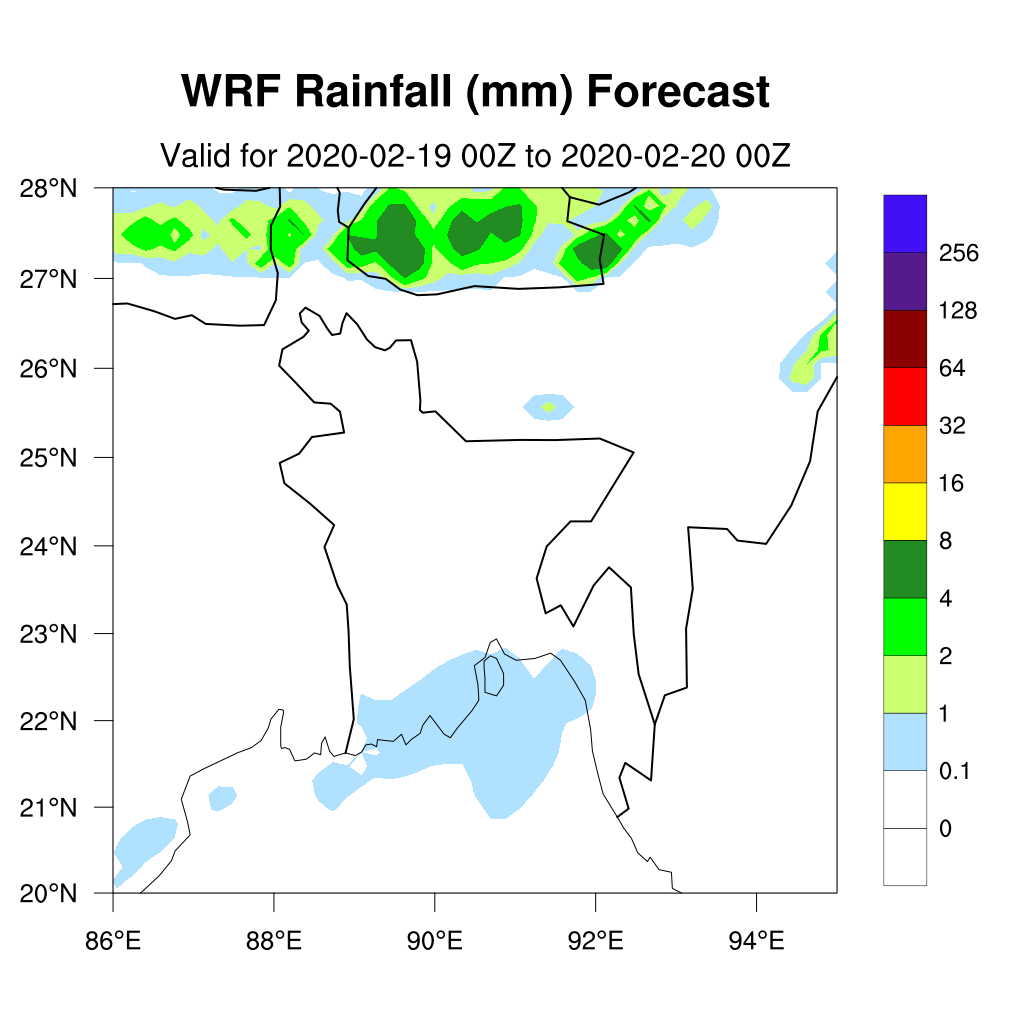 WRF Rainfall (mm) Forecast
Valid for 2020-02-19 00Z to 2020-02-20 00Z
28°N
27°N
26°N
25°N
24°N
23°N
22°N
21°N
20°N
86°E 88°E 90°E 92°E 94°E
256
128
64
32
16
8
4
2
1
0.1
0